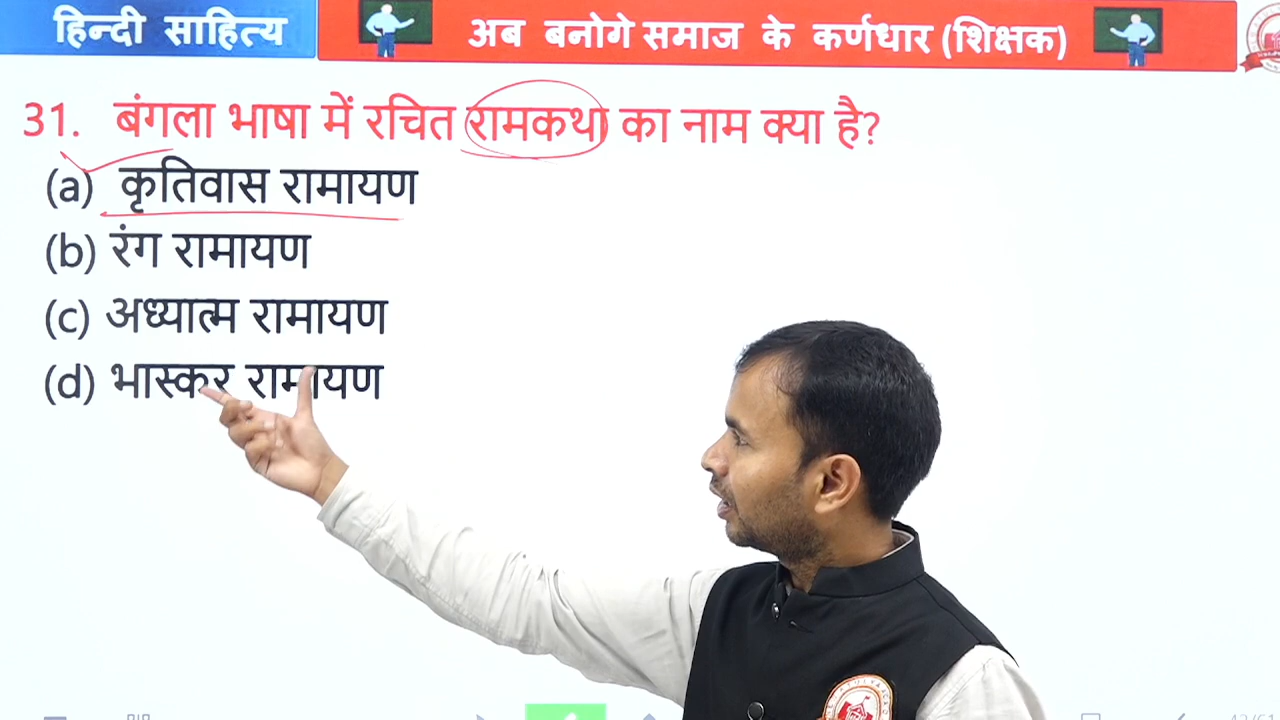 हिन्दी साहित्य
अब बनोगे समाज के कर्णधार (शिक्षक)
31. बंगला भाषा में रचित रामकथा का नाम क्या है?
(a) कृतिवास रामायण
(b) रंग रामायण
(c) अध्यात्म रामायण
(d) भास्कर रामायण